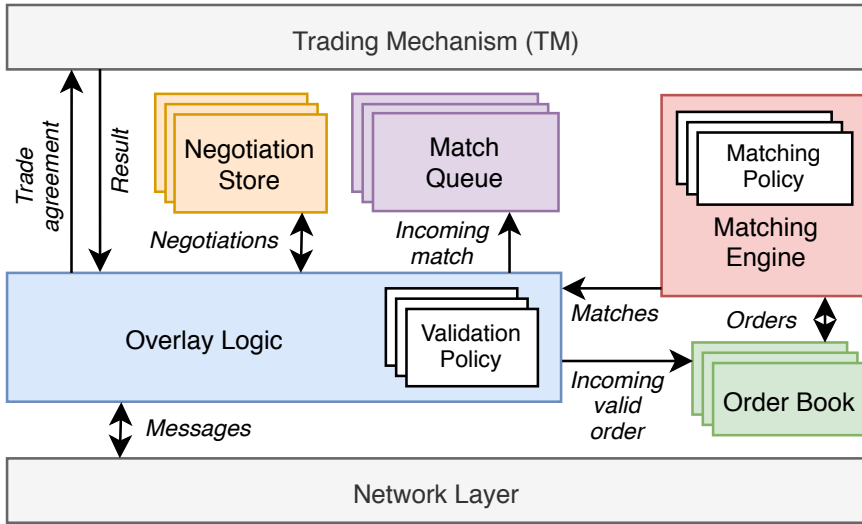 Trading Mechanism (TM)
Trade
agreement
Result
Negotiation
Store
Match
Queue
Matching
Policy
Matching
Engine
Negotiations
Incoming
match
Matches
Orders
Overlay Logic
Validation
Policy
Incoming
valid
order
Order Book
Messages
Network Layer